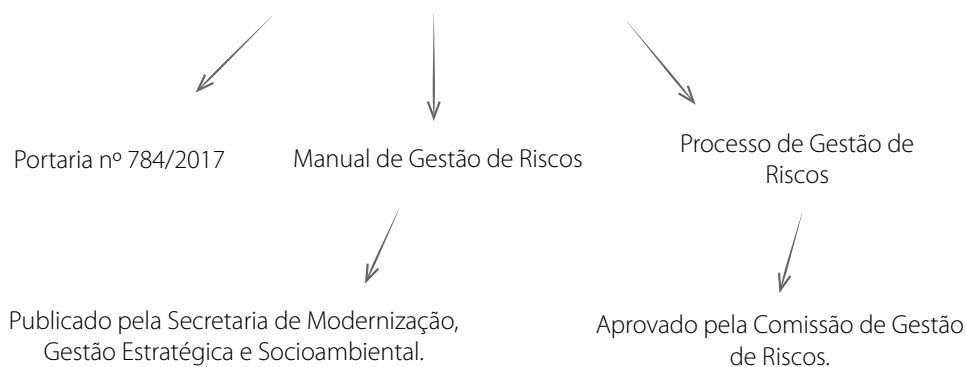 Portaria nº 784/2017
Manual de Gestão de Riscos
Processo de Gestão de
Riscos
Publicado pela Secretaria de Modernização,
Gestão Estratégica e Socioambiental.
Aprovado pela Comissão de Gestão
de Riscos.